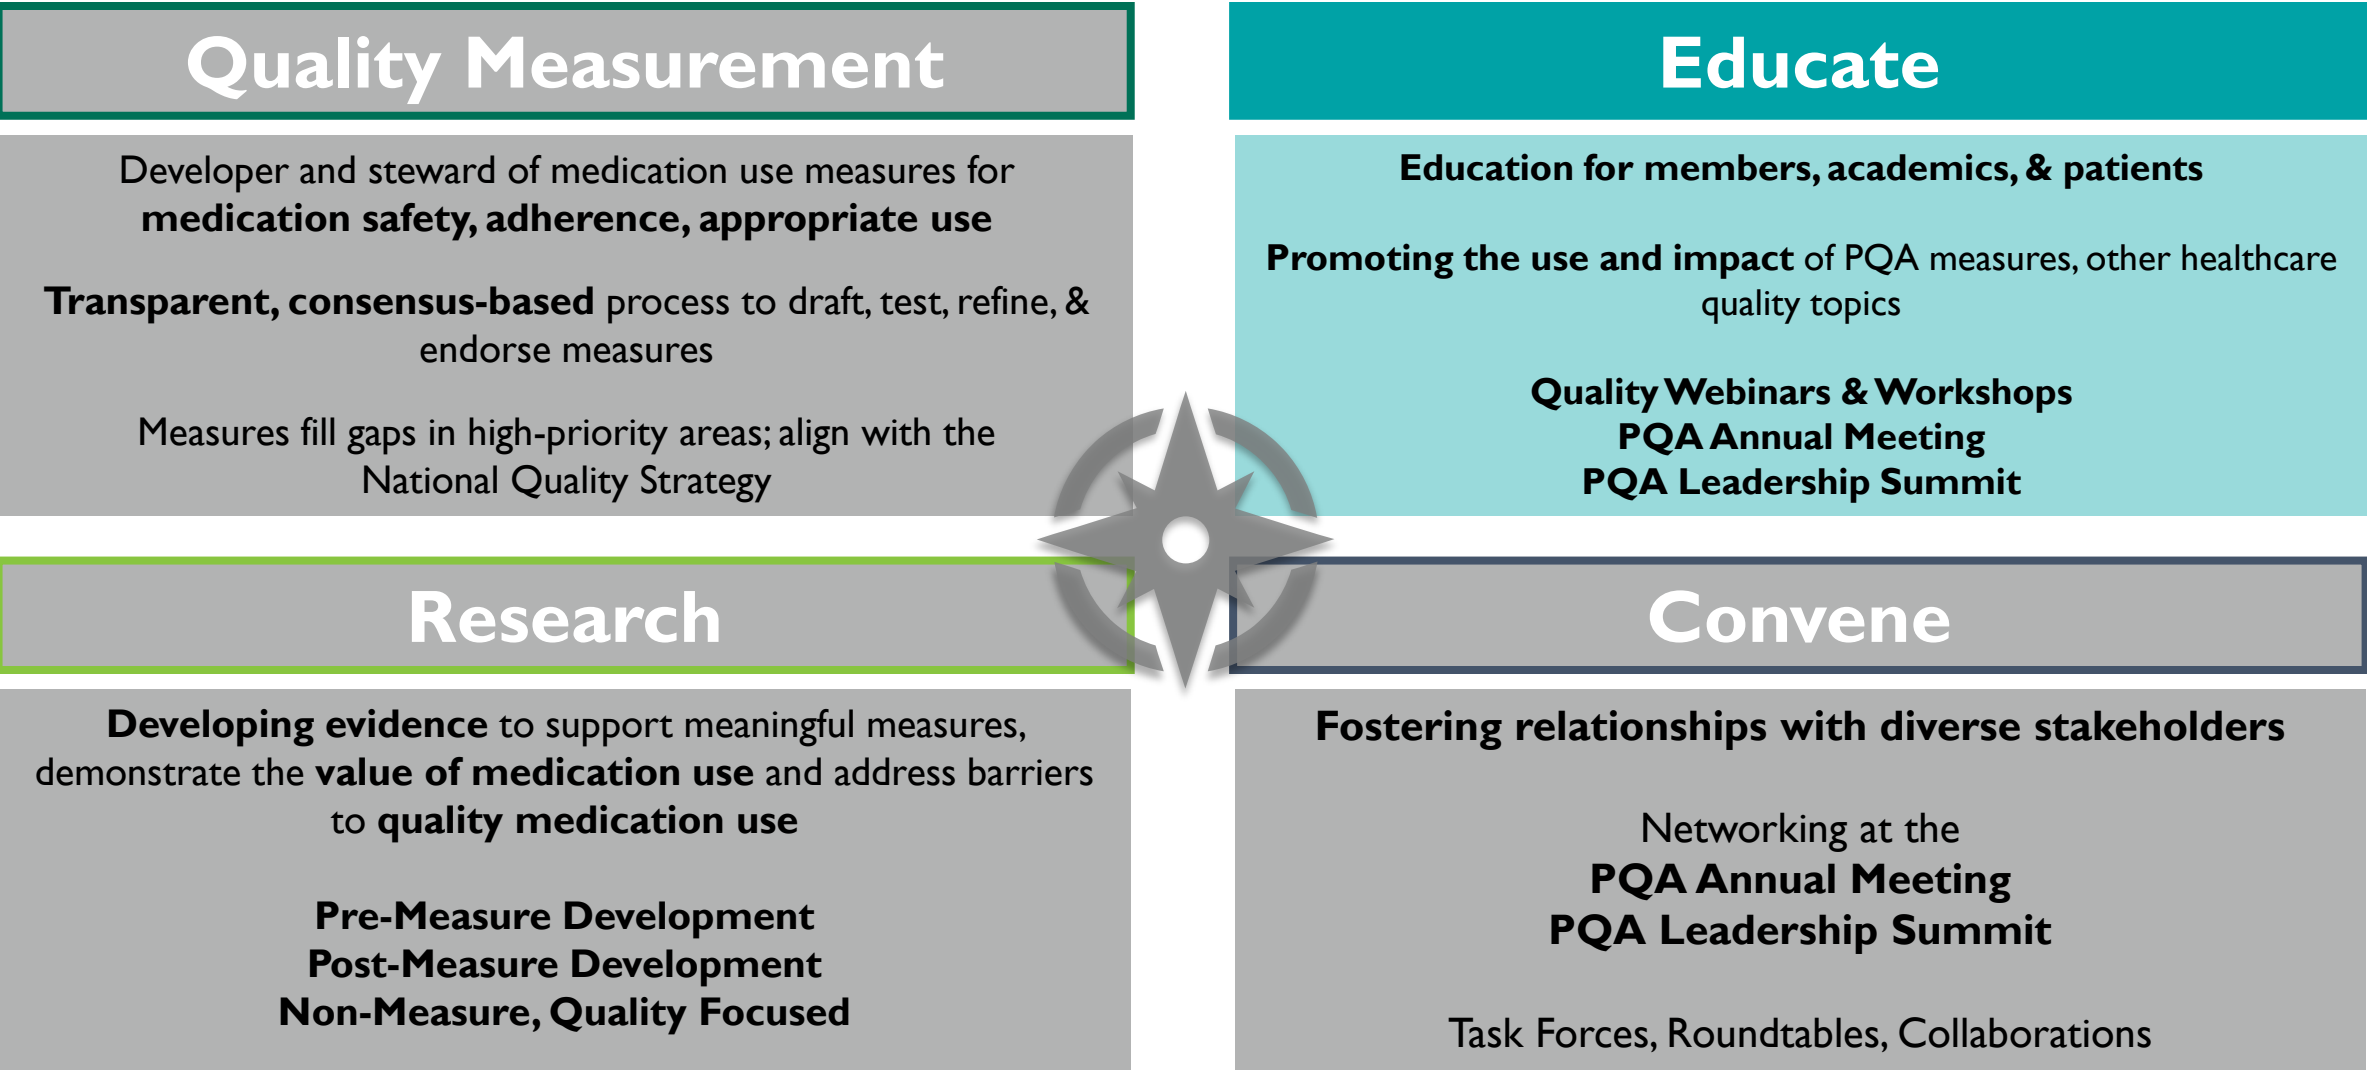 Quality Measurement
Developer and steward of medication use measures for
medication safety, adherence, appropriate use
Transparent, consensus-based process to draft, test, refine, &
endorse measures
Measures fill gaps in high-priority areas; align with the
National Quality Strategy
Educate
Education for members, academics, & patients
Promoting the use and impact of PQA measures, other healthcare
quality topics
Quality Webinars & Workshops
PQA Annual Meeting
PQA Leadership Summit
Research
Developing evidence to support meaningful measures,
demonstrate the value of medication use and address barriers
to quality medication use
Pre-Measure Development
Post-Measure Development
Non-Measure, Quality Focused
Convene
Fostering relationships with diverse stakeholders
Networking at the
PQA Annual Meeting
PQA Leadership Summit
Task Forces, Roundtables, Collaborations